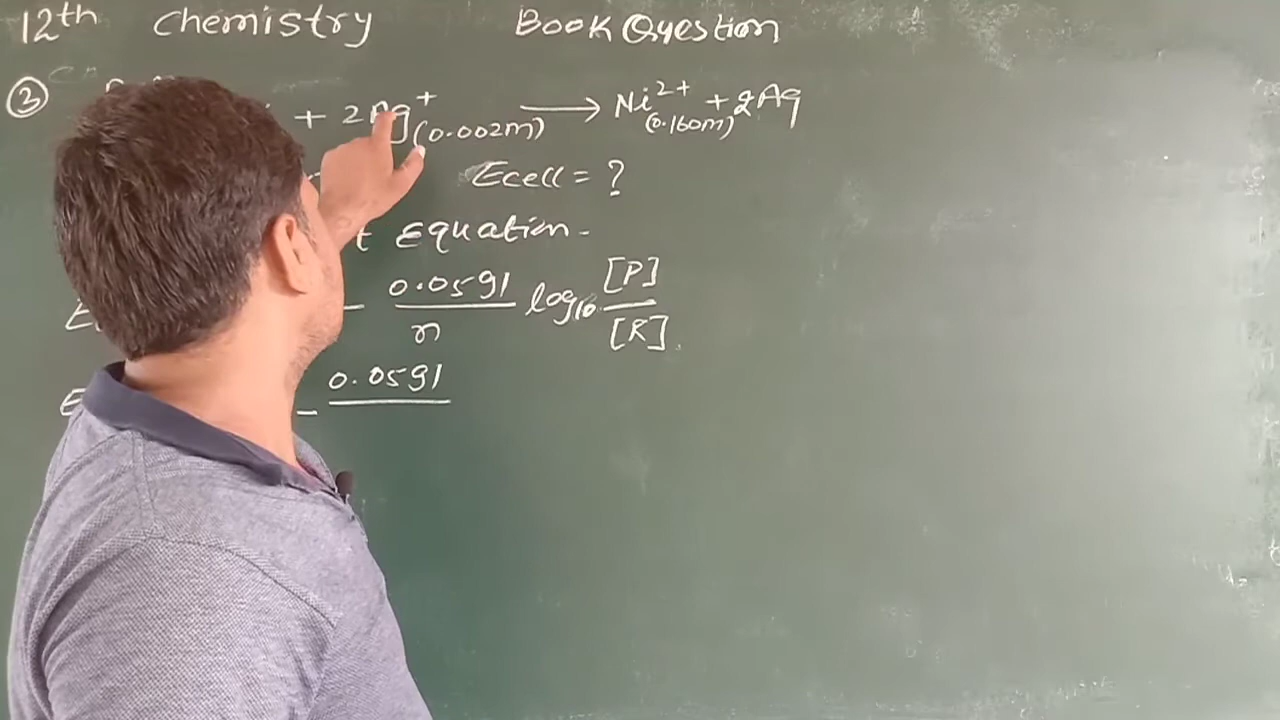 12th Chemistry Book Question
③ + 2Ag⁺ (0.002m) ⟶ Ni²⁺ (0.160m) + 2Ag
Ecell = ?
t Equation -
E − 0.0591/n log₁₀ [P]/[R].
E − 0.0591